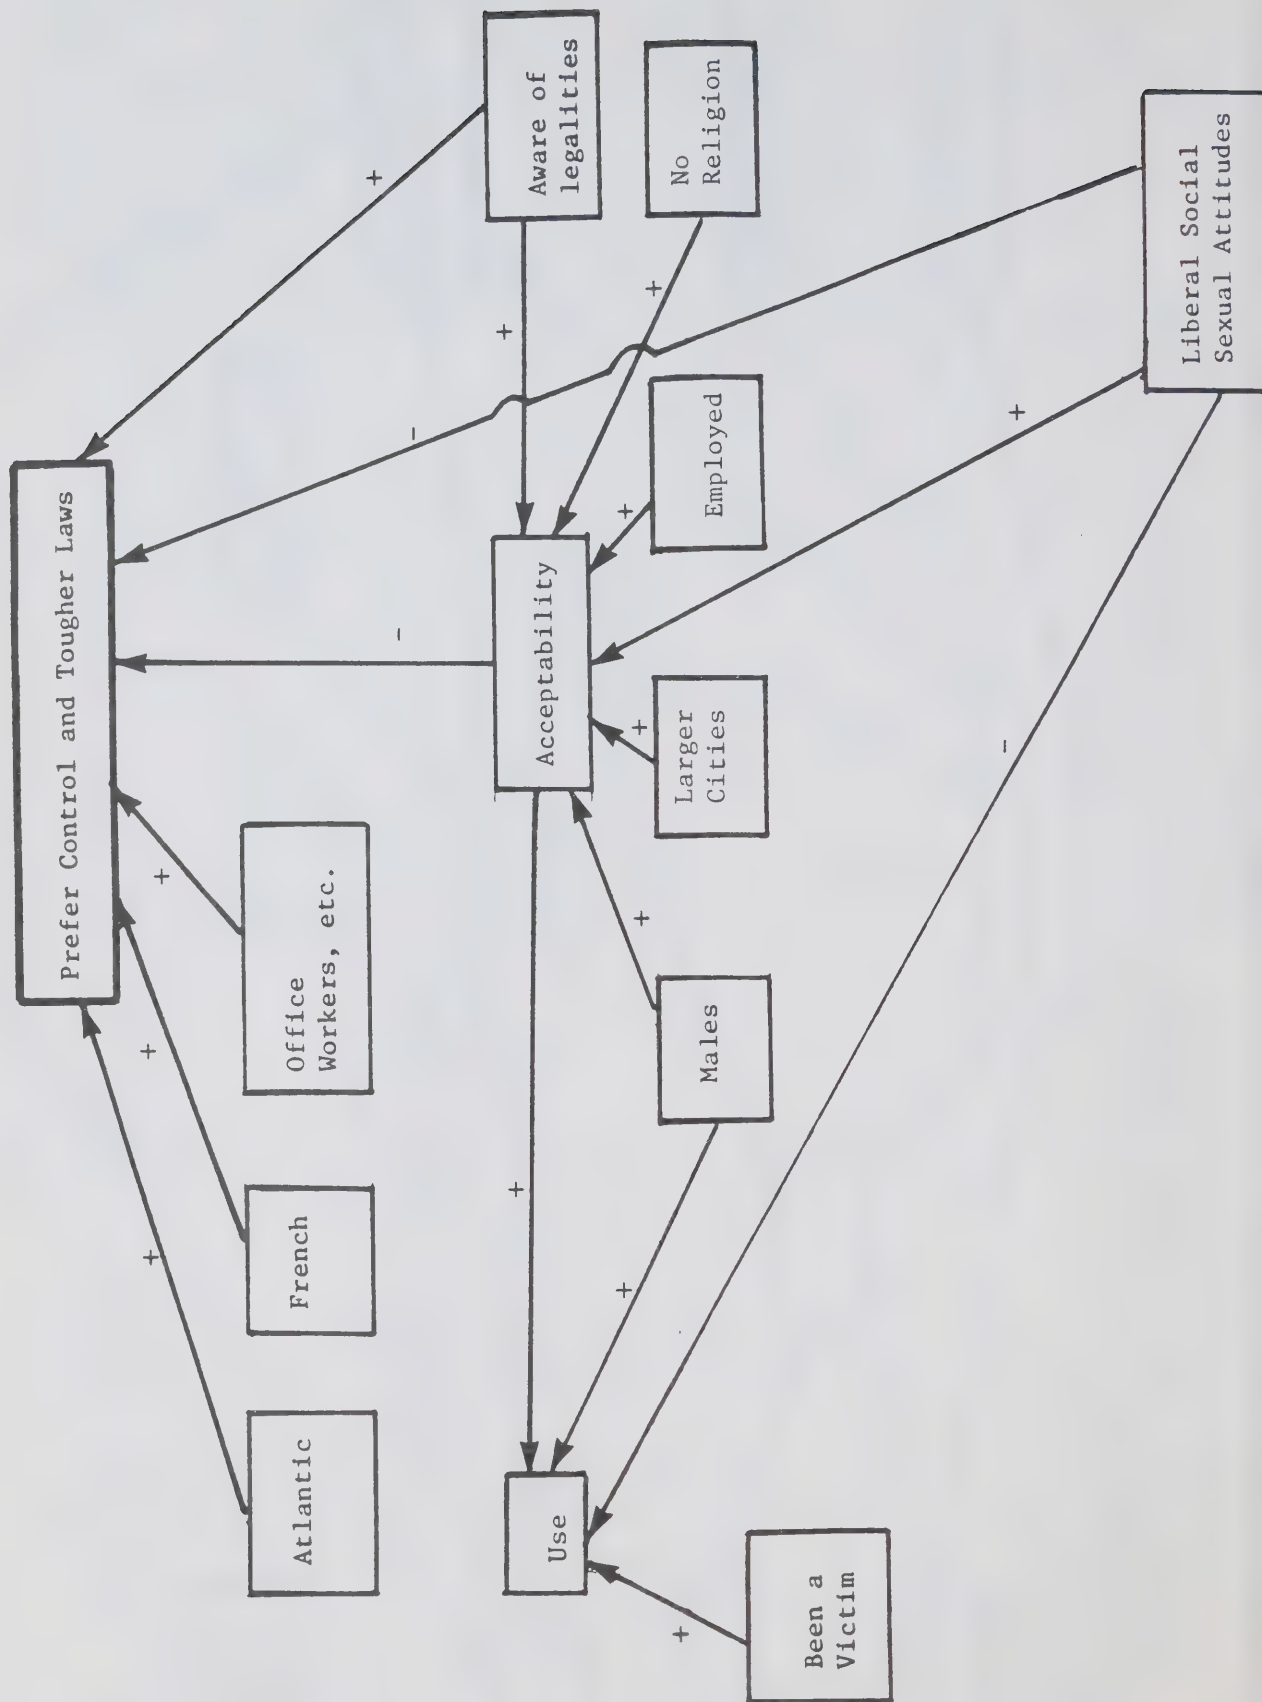 Prefer Control and Tougher Laws
+
+
+
-
-
+
Atlantic
French
Office
Workers, etc.
Aware of
legalities
Use
+
Acceptability
+
No
Religion
+
+
+
+
+
Males
Larger
Cities
Employed
Been a
Victim
+
-
+
Liberal Social
Sexual Attitudes